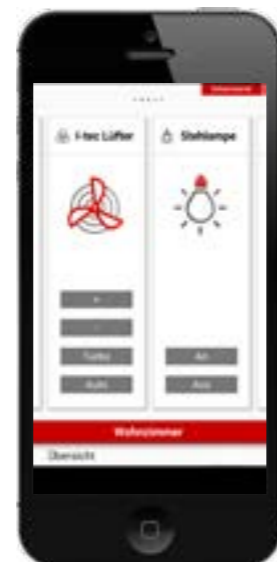 I-tec Lüfter
Stehlampe
+
-
Turbo
Auto
An
Aus
Wohnzimmer
Übersicht